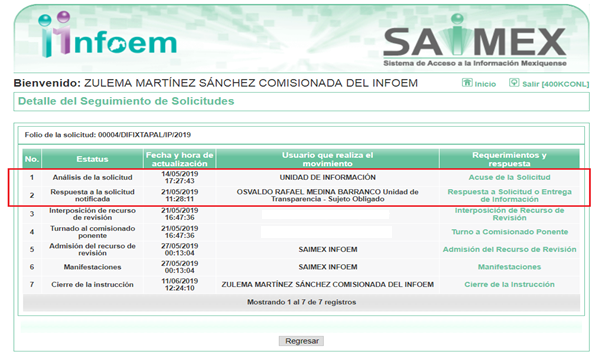 infoem
SAIMEX
Sistema de Acceso a la Información Mexiquense
Bienvenido: ZULEMA MARTÍNEZ SÁNCHEZ COMISIONADA DEL INFOEM
Inicio
Salir [400KCONL]
Detalle del Seguimiento de Solicitudes
Folio de la solicitud: 00004/DIFIXTAPAL/IP/2019
No. Estatus Fecha y hora de actualización Usuario que realiza el movimiento Requerimientos y respuesta
1 Análisis de la solicitud 14/05/2019 17:27:43 UNIDAD DE INFORMACIÓN Acuse de la Solicitud
2 Respuesta a la solicitud notificada 21/05/2019 11:28:11 OSVALDO RAFAEL MEDINA BARRANCO Unidad de Transparencia - Sujeto Obligado Respuesta a Solicitud o Entrega de Información
3 Interposición de recurso de revisión 21/05/2019 16:47:36 Interposición de Recurso de Revisión
4 Turnado al comisionado ponente 21/05/2019 16:47:36 Turno a Comisionado Ponente
5 Admisión del recurso de revisión 27/05/2019 00:13:04 SAIMEX INFOEM Admisión del Recurso de Revisión
6 Manifestaciones 27/05/2019 00:13:04 SAIMEX INFOEM Manifestaciones
7 Cierre de la instrucción 11/06/2019 12:24:10 ZULEMA MARTÍNEZ SÁNCHEZ COMISIONADA DEL INFOEM Cierre de la Instrucción
Mostrando 1 al 7 de 7 registros
Regresar